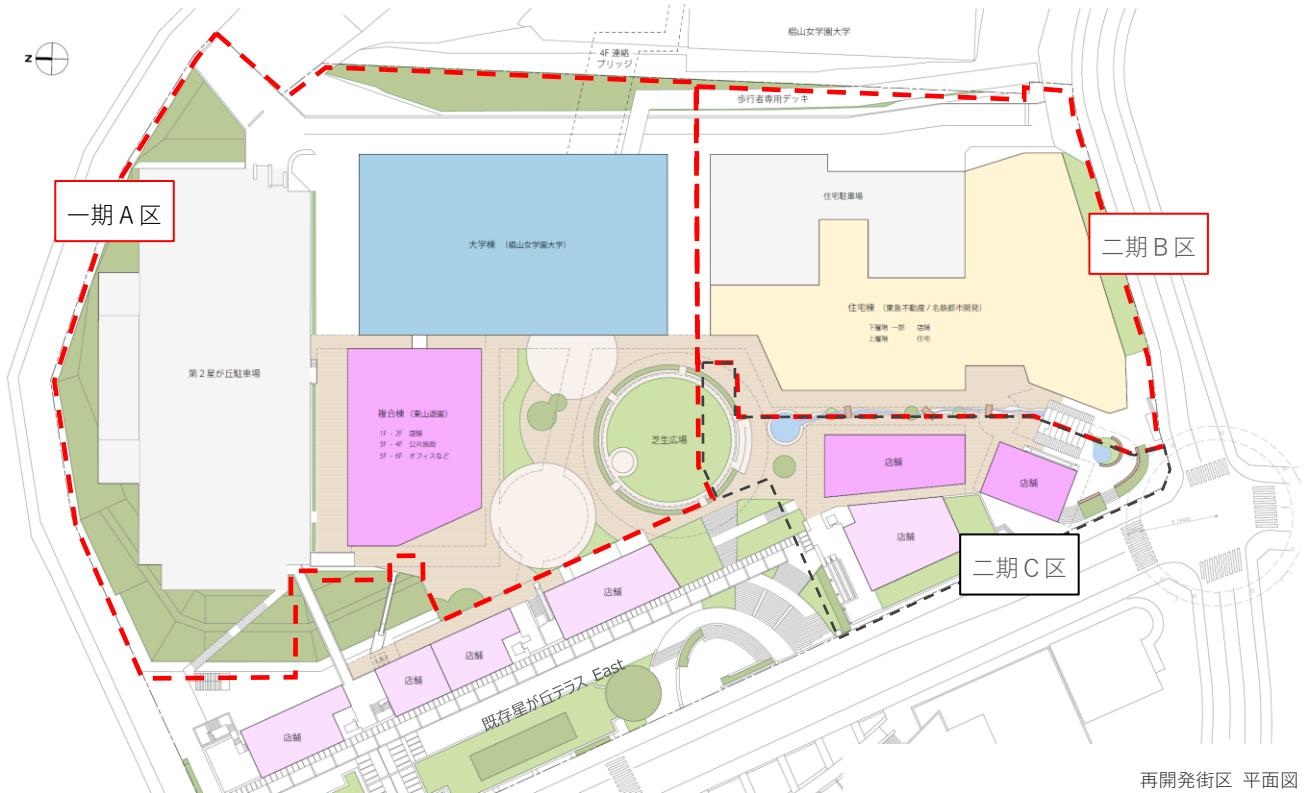 椙山女学園大学
Z
4F 連絡
ブリッジ
歩行者専用デッキ
一期 A 区
住宅駐車場
大学棟 （椙山女学園大学）
二期 B 区
住宅棟 （東急不動産 / 名鉄都市開発）
下層階 一部 店舗
上層階 住宅
第２星が丘駐車場
複合棟 （東山遊園）
1F - 2F 店舗
3F - 4F 公共施設
5F - 6F オフィスなど
芝生広場
店舗
店舗
店舗
二期 C 区
店舗
店舗
店舗
既存星が丘テラス East
店舗
再開発街区 平面図